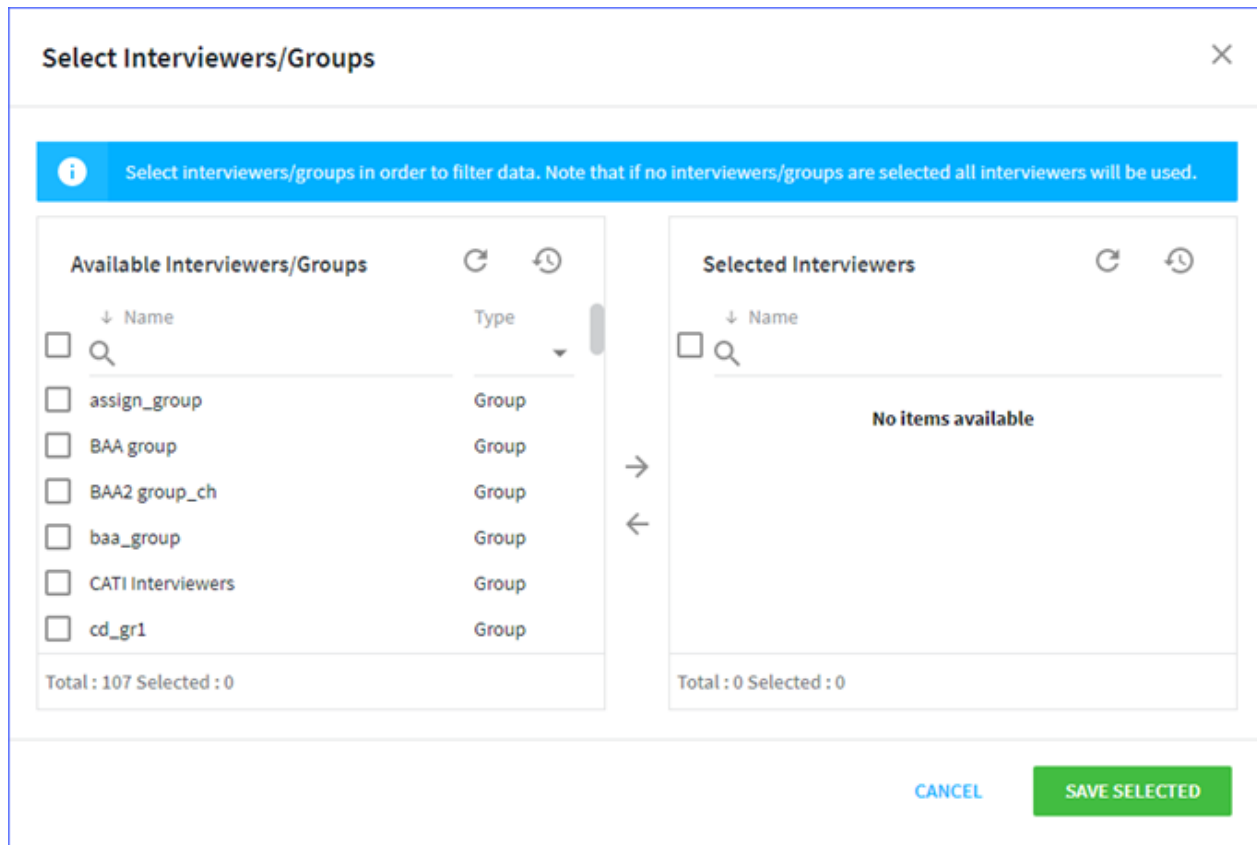 Select Interviewers/Groups
Select interviewers/groups in order to filter data. Note that if no interviewers/groups are selected all interviewers will be used.
Available Interviewers/Groups
Name Type
assign_group Group
BAA group Group
BAA2 group_ch Group
baa_group Group
CATI Interviewers Group
cd_gr1 Group
Total : 107 Selected : 0
Selected Interviewers
Name
No items available
Total : 0 Selected : 0
CANCEL SAVE SELECTED